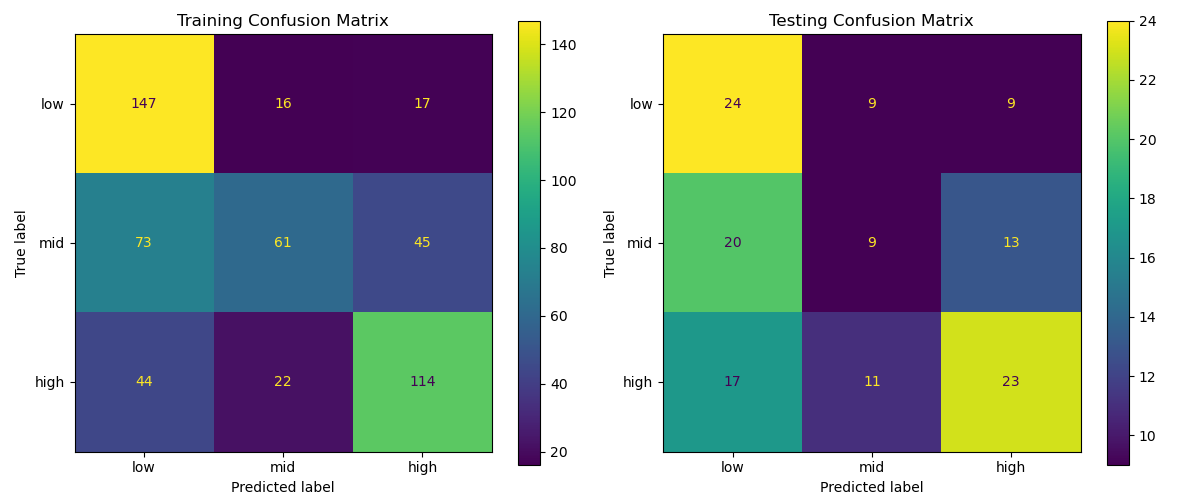 Training Confusion Matrix
low 147 16 17
mid 73 61 45
high 44 22 114
low mid high
Predicted label
True label
140
120
100
80
60
40
20
Testing Confusion Matrix
low 24 9 9
mid 20 9 13
high 17 11 23
low mid high
Predicted label
True label
24
22
20
18
16
14
12
10